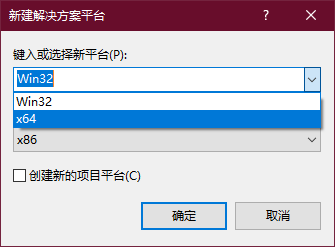 新建解决方案平台
键入或选择新平台(P):
Win32
Win32
x64
x86
创建新的项目平台(C)
确定
取消